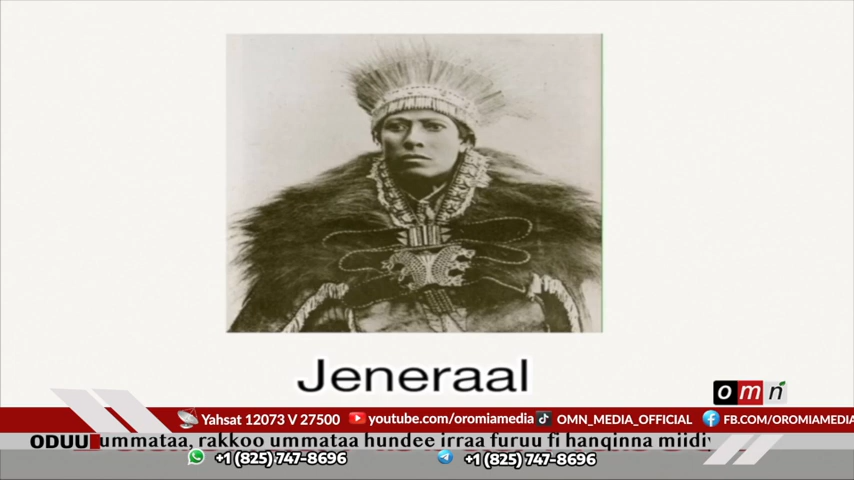 Jeneraal
omn
Yahsat 12073 V 27500 youtube.com/oromiamedia OMN_MEDIA_OFFICIAL FB.COM/OROMIAMEDIA
ODUU ummataa, rakkoo ummataa hundee irraa furuu fi hanqinna
+1 (825) 747-8696 +1 (825) 747-8696